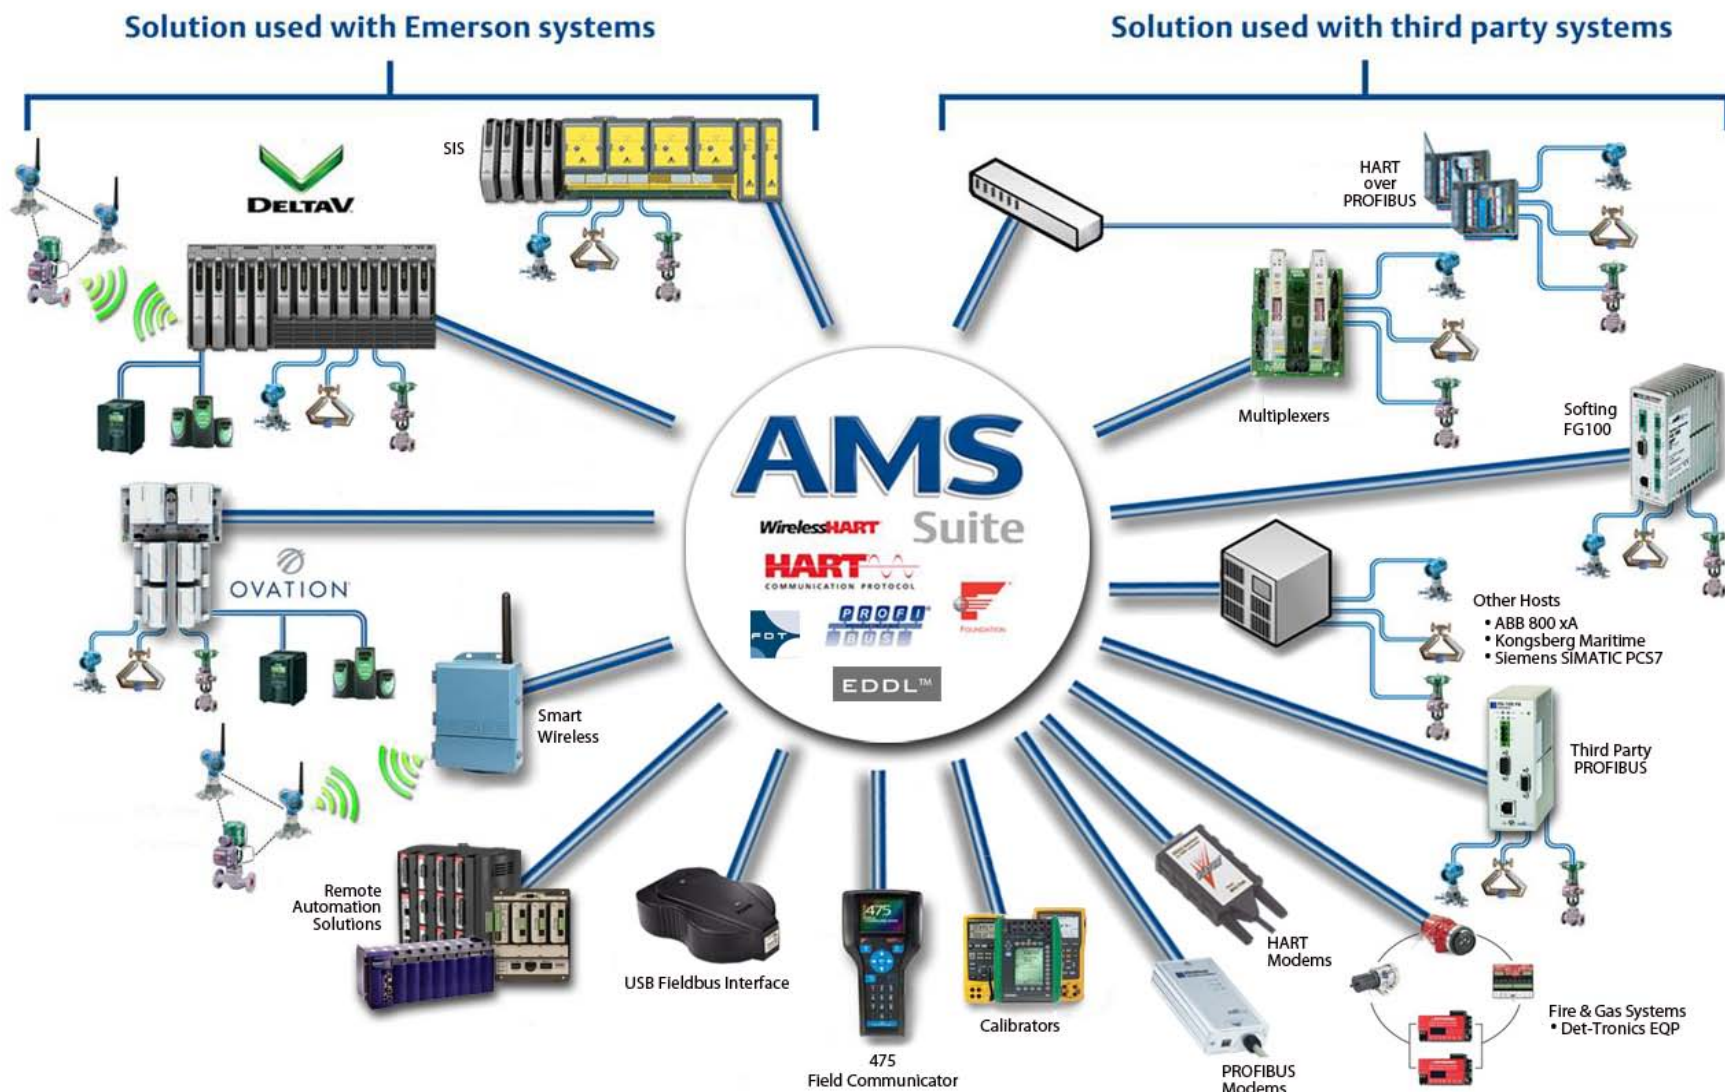 Solution used with Emerson systems
Solution used with third party systems
SIS
DELTAV
HART
over
PROFIBUS
Multiplexers
Softing
FG100
AMS
Suite
WirelessHART
HART
COMMUNICATION PROTOCOL
FDT
PROFI
BUS
FOUNDATION
EDDL™
OVATION
Other Hosts
• ABB 800 xA
• Kongsberg Maritime
• Siemens SIMATIC PCS7
Smart
Wireless
Third Party
PROFIBUS
Remote
Automation
Solutions
USB Fieldbus Interface
475
475
Field Communicator
Calibrators
HART
Modems
PROFIBUS
Modems
Fire & Gas Systems
• Det-Tronics EQP